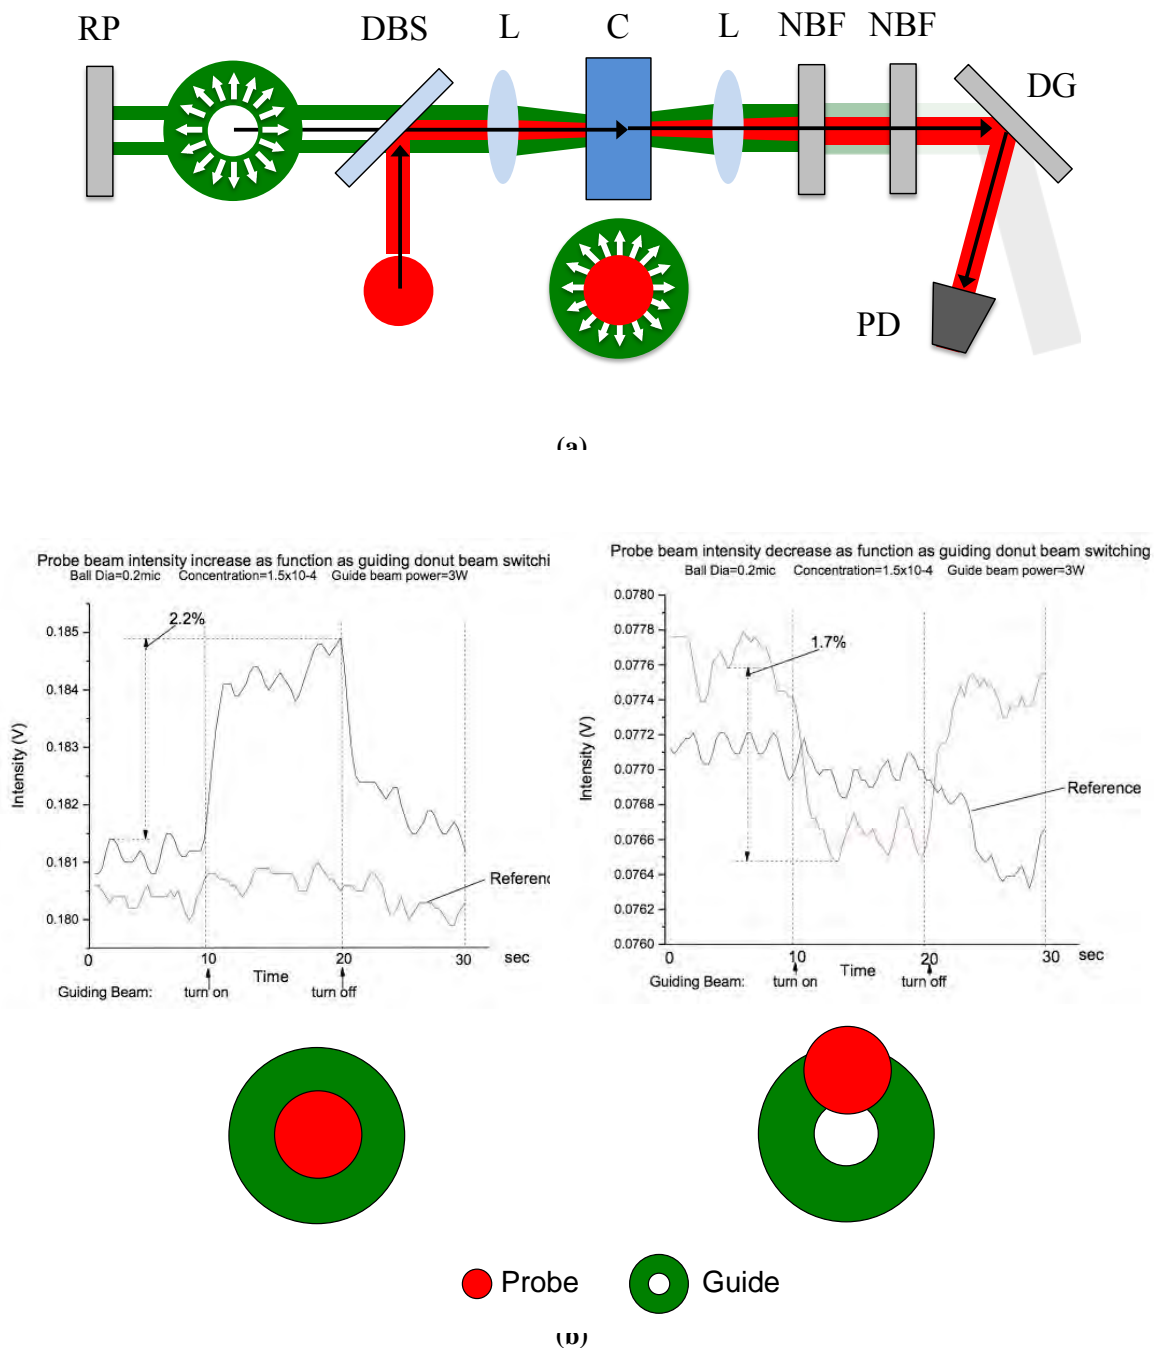 RP DBS L C L NBF NBF DG
PD
(a)
Probe beam intensity increase as function as guiding donut beam switchi
Ball Dia=0.2mic Concentration=1.5x10-4 Guide beam power=3W
2.2%
0.185
0.184
0.183
0.182
0.181
0.180
Intensity (V)
Referenc
0 10 20 30 sec
Time
Guiding Beam: turn on turn off
Probe beam intensity decrease as function as guiding donut beam switching
Ball Dia=0.2mic Concentration=1.5x10-4 Guide beam power=3W
1.7%
0.0780
0.0778
0.0776
0.0774
0.0772
0.0770
0.0768
0.0766
0.0764
0.0762
0.0760
Intensity (V)
Reference
0 10 20 30 sec
Time
Guiding Beam: turn on turn off
Probe Guide
(b)